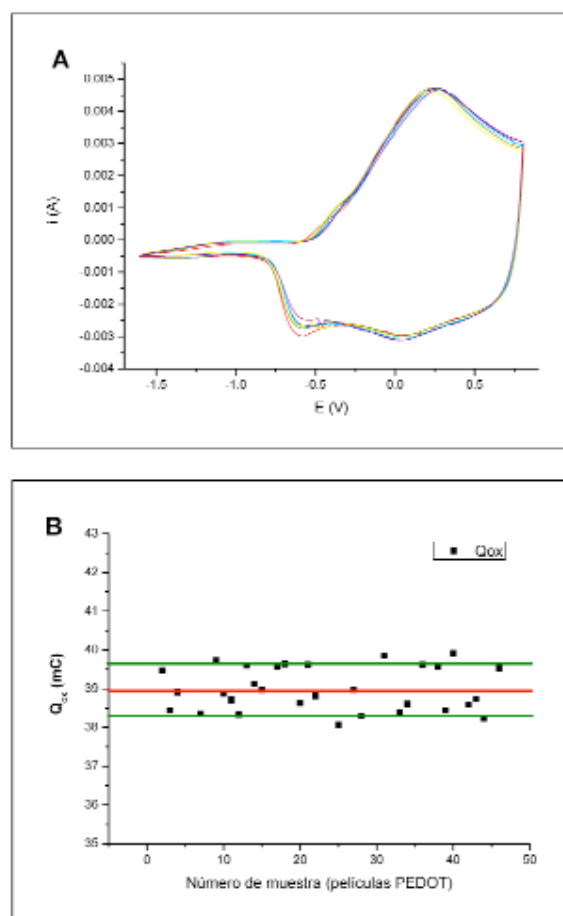 A
0.005
0.004
0.003
0.002
0.001
0.000
-0.001
-0.002
-0.003
-0.004
i (A)
-1.5 -1.0 -0.5 0.0 0.5
E (V)
B
Qox
43
42
41
40
39
38
37
36
35
Qox (mC)
0 10 20 30 40 50
Número de muestra (películas PEDOT)